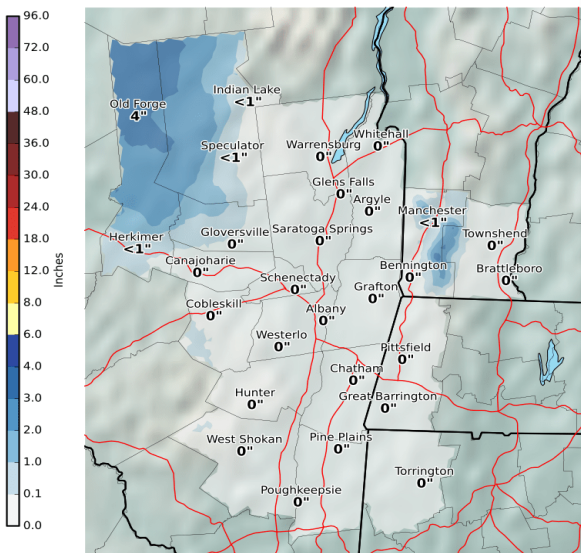 96.0
72.0
60.0
48.0
36.0
30.0
24.0
18.0
12.0
8.0
6.0
4.0
3.0
2.0
1.0
0.1
0.0
Inches
Indian Lake
<1"
Old Forge
4"
Whitehall
0"
Speculator
<1"
Warrensburg
0"
Glens Falls
0"
Argyle
0"
Manchester
<1"
Herkimer
<1"
Gloversville
0"
Saratoga Springs
0"
Townshend
0"
Canajoharie
0"
Bennington
0"
Brattleboro
0"
Schenectady
0"
Grafton
0"
Cobleskill
0"
Albany
0"
Westerlo
0"
Pittsfield
0"
Chatham
0"
Hunter
0"
Great Barrington
0"
West Shokan
0"
Pine Plains
0"
Torrington
0"
Poughkeepsie
0"